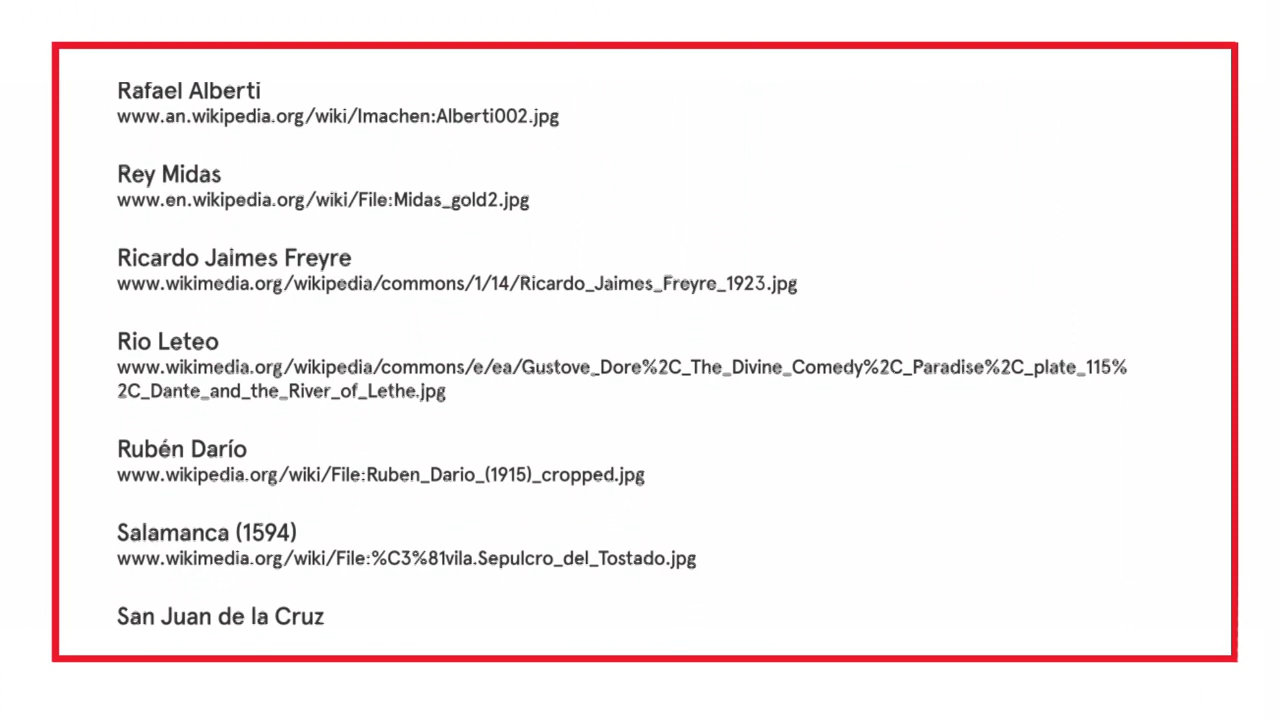 Rafael Alberti
www.an.wikipedia.org/wiki/Imachen:Alberti002.jpg
Rey Midas
www.en.wikipedia.org/wiki/File:Midas_gold2.jpg
Ricardo Jaimes Freyre
www.wikimedia.org/wikipedia/commons/1/14/Ricardo_Jaimes_Freyre_1923.jpg
Rio Leteo
www.wikimedia.org/wikipedia/commons/e/ea/Gustove_Dore%2C_The_Divine_Comedy%2C_Paradise%2C_plate_115%
2C_Dante_and_the_River_of_Lethe.jpg
Rubén Darío
www.wikipedia.org/wiki/File:Ruben_Dario_(1915)_cropped.jpg
Salamanca (1594)
www.wikimedia.org/wiki/File:%C3%81vila.Sepulcro_del_Tostado.jpg
San Juan de la Cruz